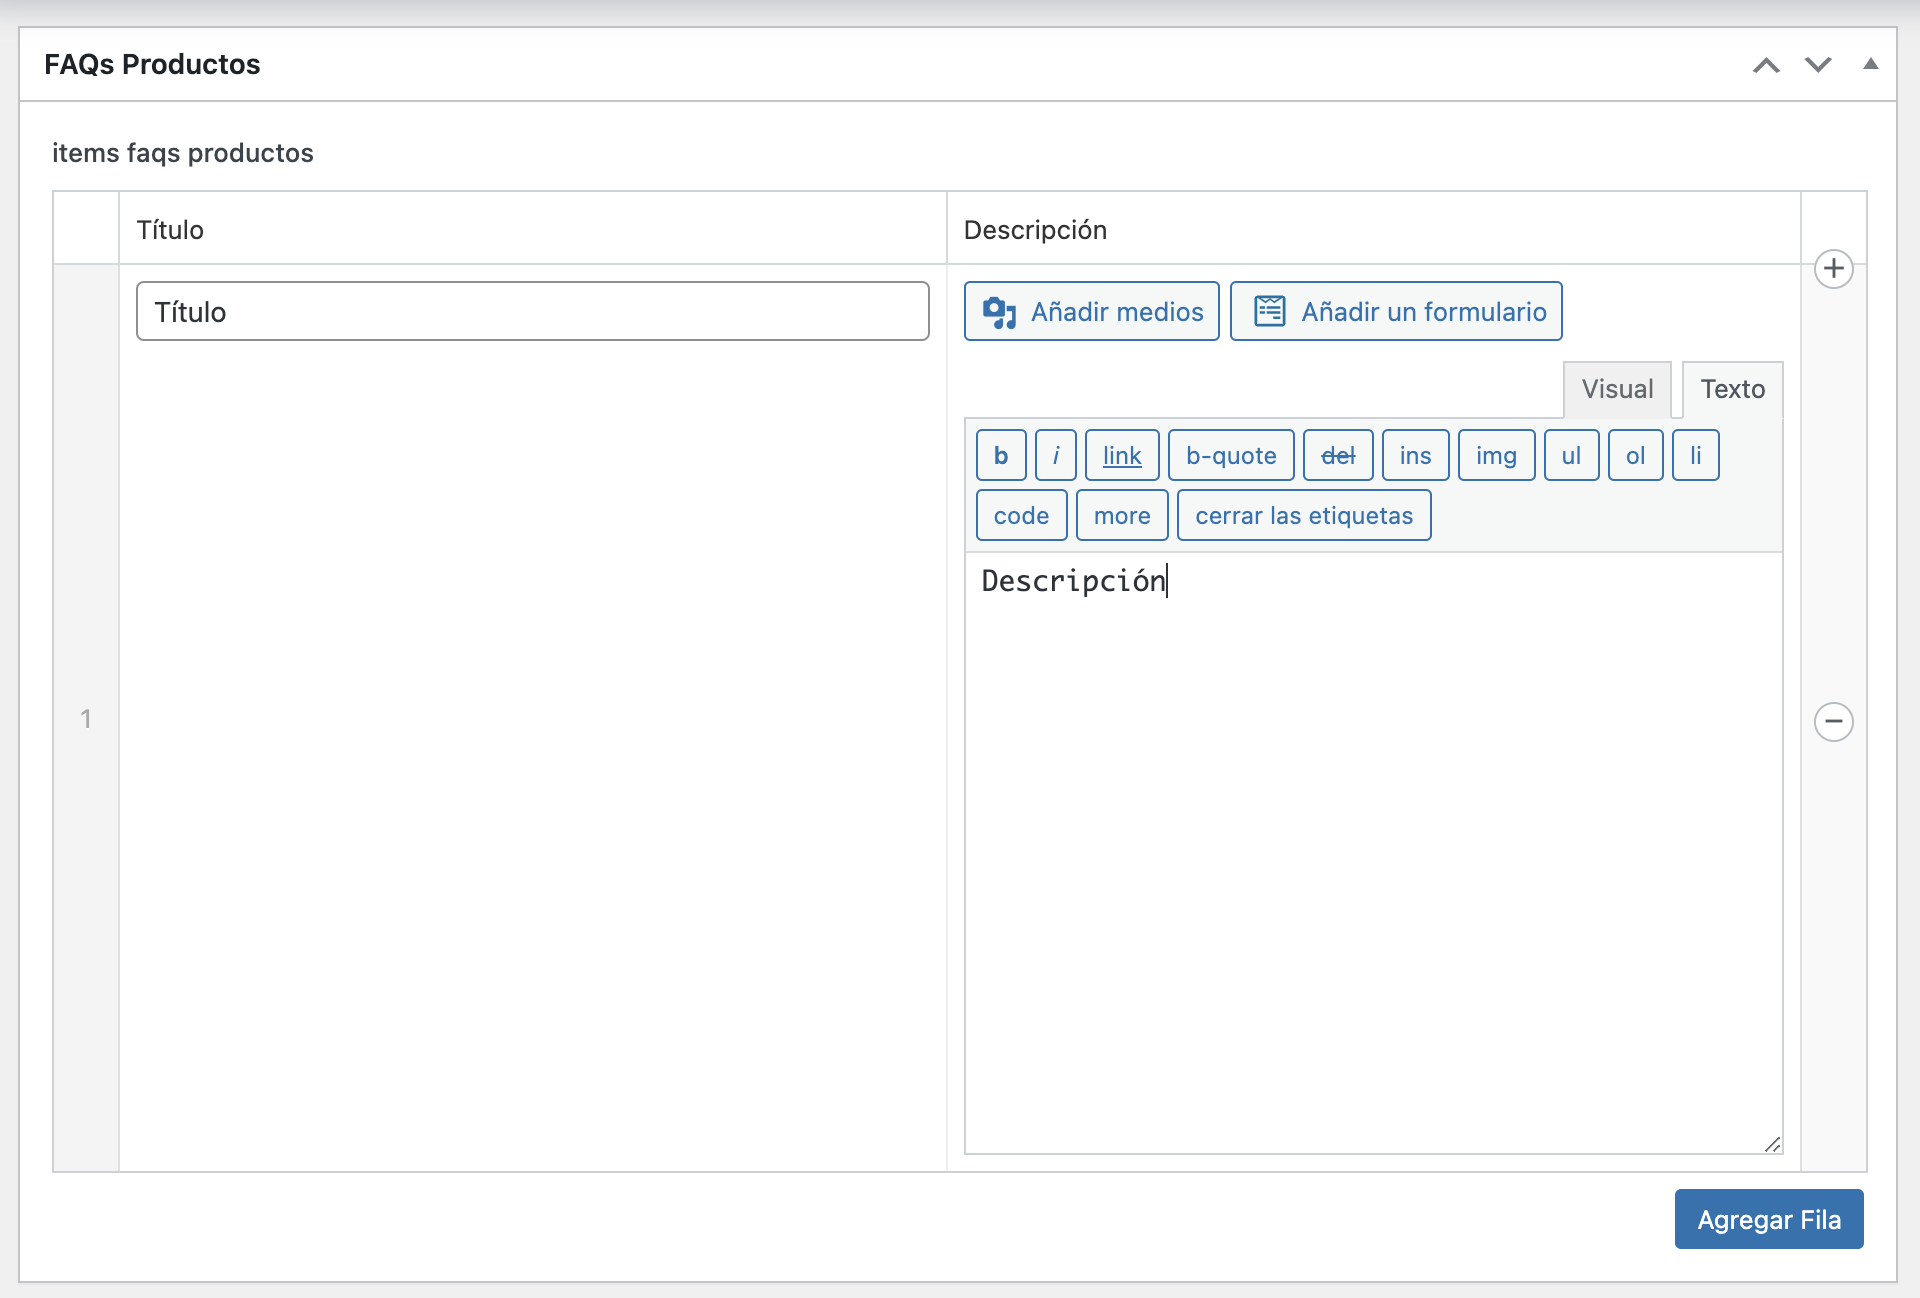 FAQs Productos
items faqs productos
Título Descripción
Título
Añadir medios Añadir un formulario
Visual Texto
b i link b-quote del ins img ul ol li
code more cerrar las etiquetas
Descripción
1
Agregar Fila